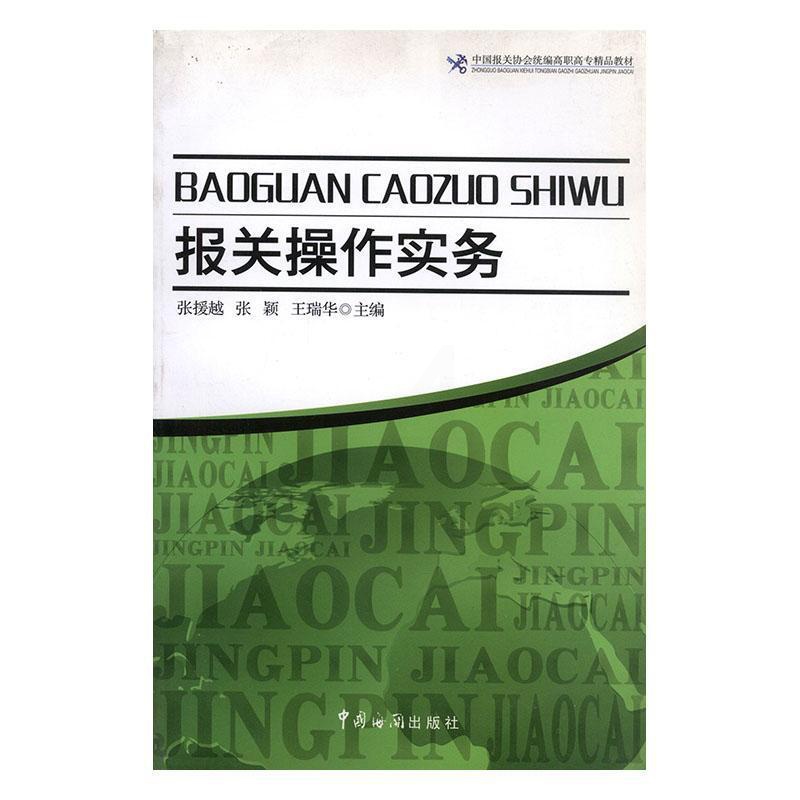 中国报关协会统编高职高专精品教材
ZHONGGUO BAOGUAN XIEHUI TONGBIAN GAOZHI GAOZHUAN JINGPIN JIAOCAI
BAOGUAN CAOZUO SHIWU
报关操作实务
张援越 张 颖 王瑞华◎主编
JINGPIN JIAOCAI
JINGPIN
JIAOCAI
JIAOCAI
JIAOCAI
JINGPIN
JINGPIN JIAOCAI
JIAOCAI
JINGPIN
JIAOCAI
JINGPIN
JIAOCAI
JINGPIN
JINGPIN
中国海关出版社